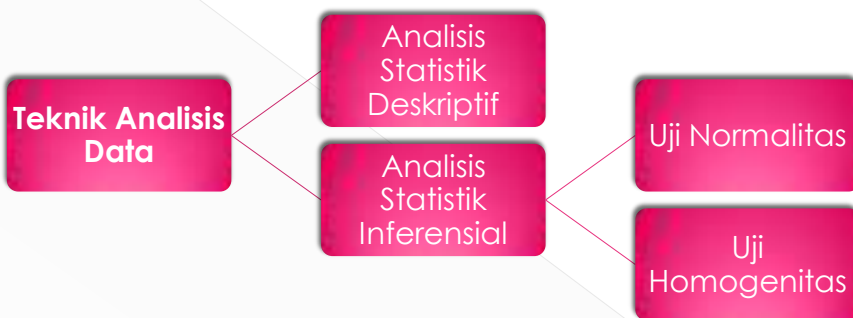 Teknik Analisis
Data
Analisis
Statistik
Deskriptif
Analisis
Statistik
Inferensial
Uji Normalitas
Uji
Homogenitas